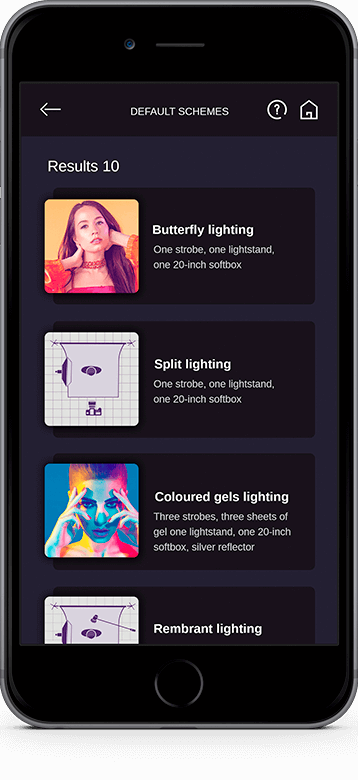 DEFAULT SCHEMES
Results 10
Butterfly lighting
One strobe, one lightstand,
one 20-inch softbox
Split lighting
One strobe, one lightstand,
one 20-inch softbox
Coloured gels lighting
Three strobes, three sheets of
gel one lightstand, one 20-inch
softbox, silver reflector
Rembrant lighting